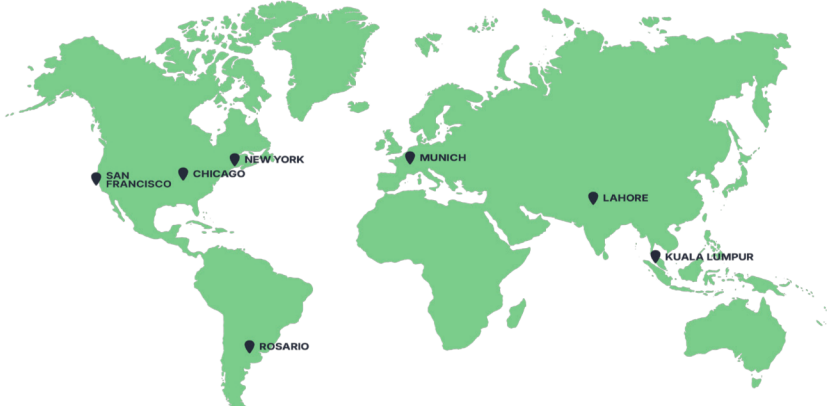 NEW YORK
MUNICH
SAN
FRANCISCO
CHICAGO
LAHORE
KUALA LUMPUR
ROSARIO